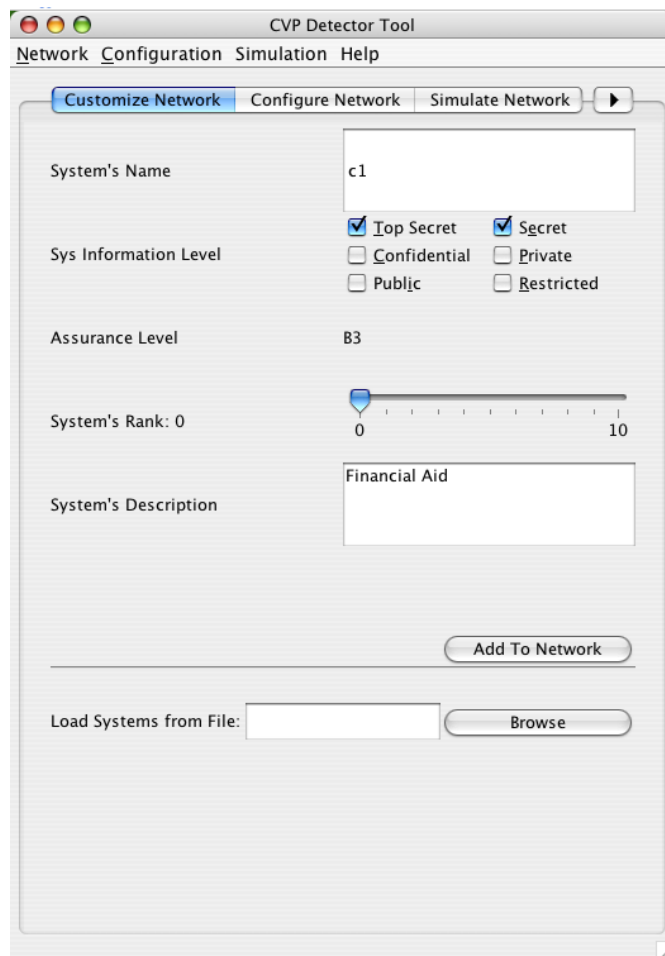 CVP Detector Tool
Network Configuration Simulation Help
Customize Network Configure Network Simulate Network
System's Name c1
Top Secret Secret
Sys Information Level Confidential Private
Public Restricted
Assurance Level B3
System's Rank: 0
0 10
System's Description Financial Aid
Add To Network
Load Systems from File: Browse